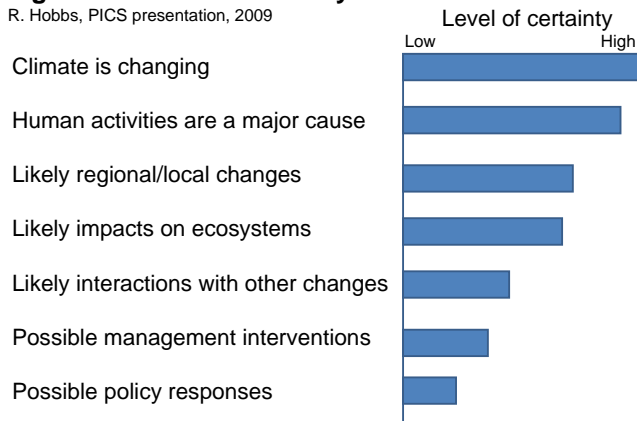 R. Hobbs, PICS presentation, 2009
Level of certainty
Low High
Climate is changing
Human activities are a major cause
Likely regional/local changes
Likely impacts on ecosystems
Likely interactions with other changes
Possible management interventions
Possible policy responses